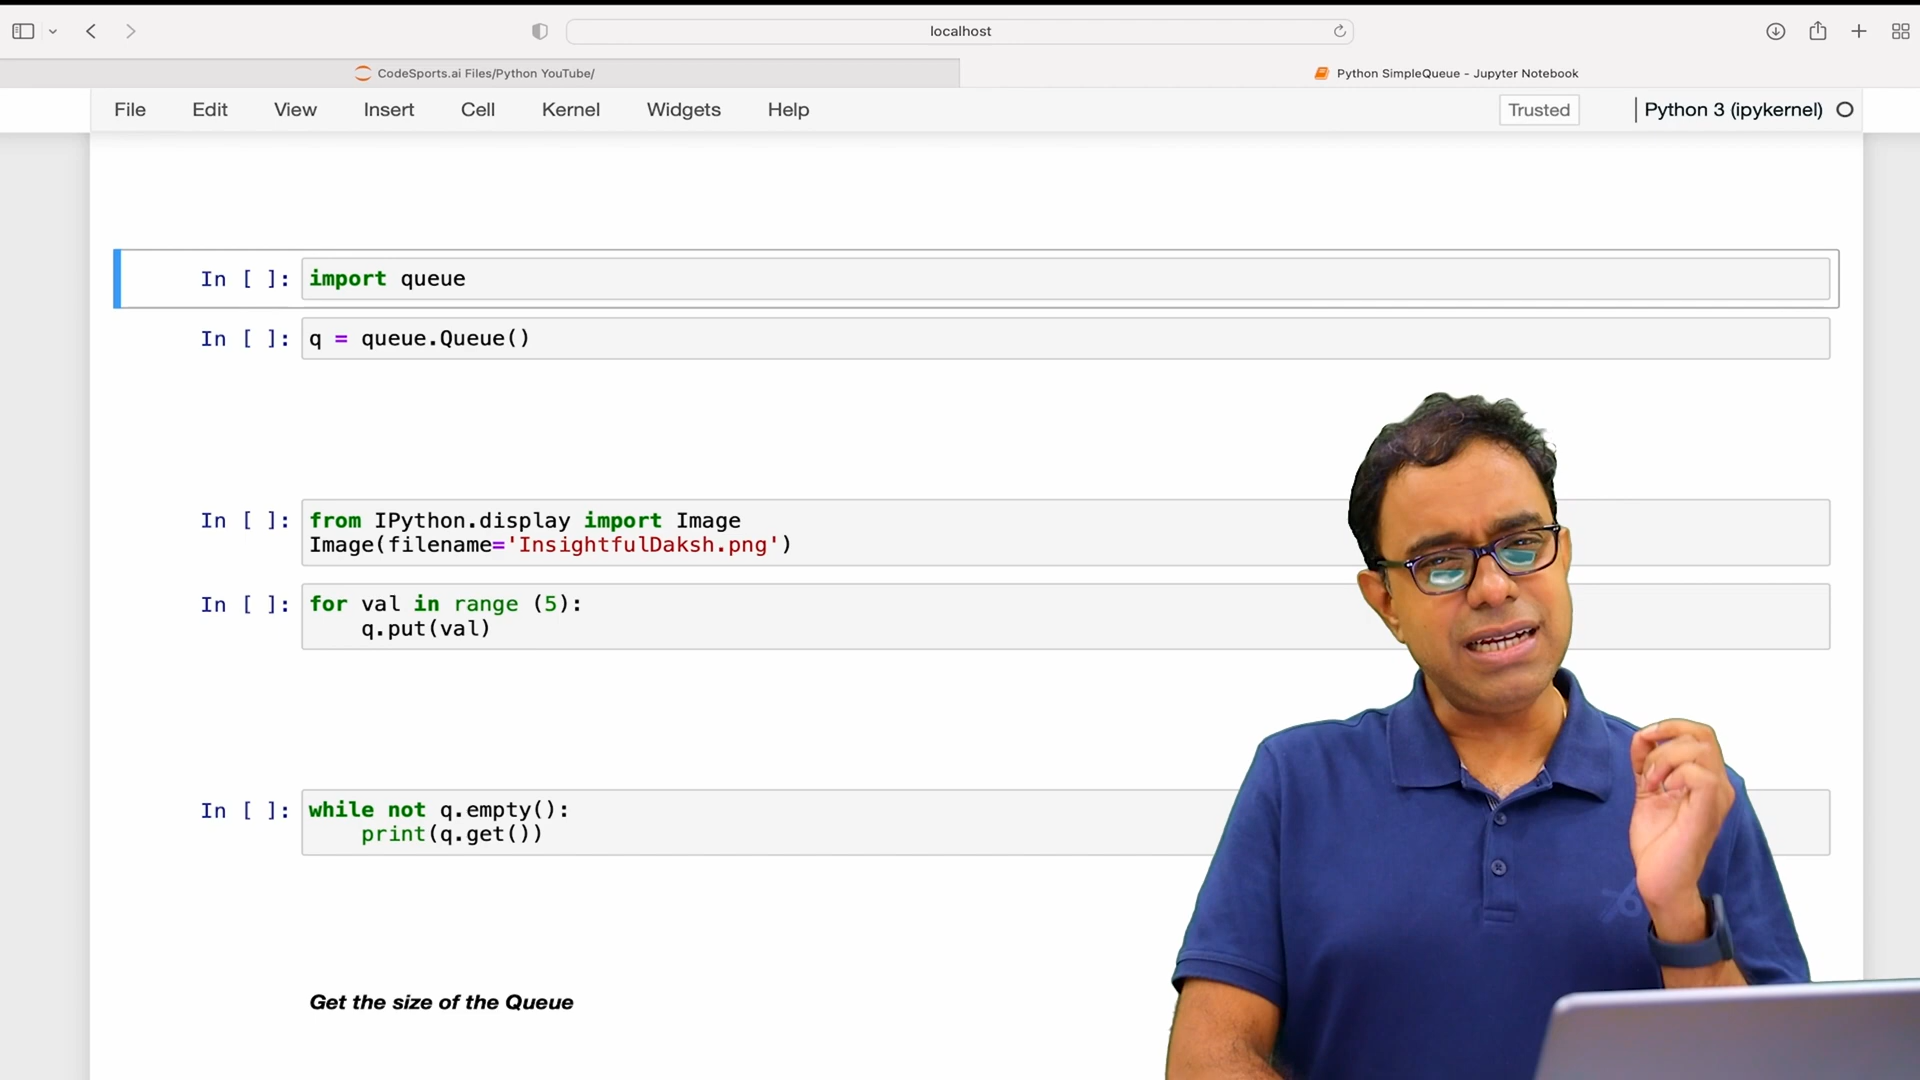 localhost
CodeSports.ai Files/Python YouTube/
Python SimpleQueue - Jupyter Notebook
File Edit View Insert Cell Kernel Widgets Help
Trusted
Python 3 (ipykernel)
In [ ]: import queue
In [ ]: q = queue.Queue()
In [ ]: from IPython.display import Image
Image(filename='InsightfulDaksh.png')
In [ ]: for val in range (5):
q.put(val)
In [ ]: while not q.empty():
print(q.get())
Get the size of the Queue